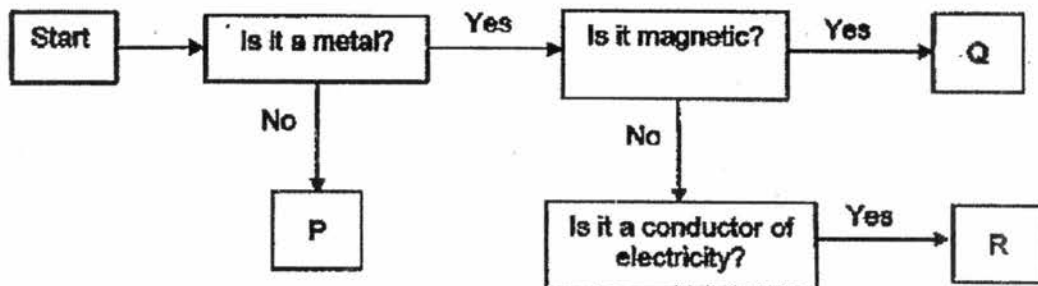 Start
Is it a metal?
Yes
Is it magnetic?
Yes
Q
No
No
P
Is it a conductor of
electricity?
Yes
R